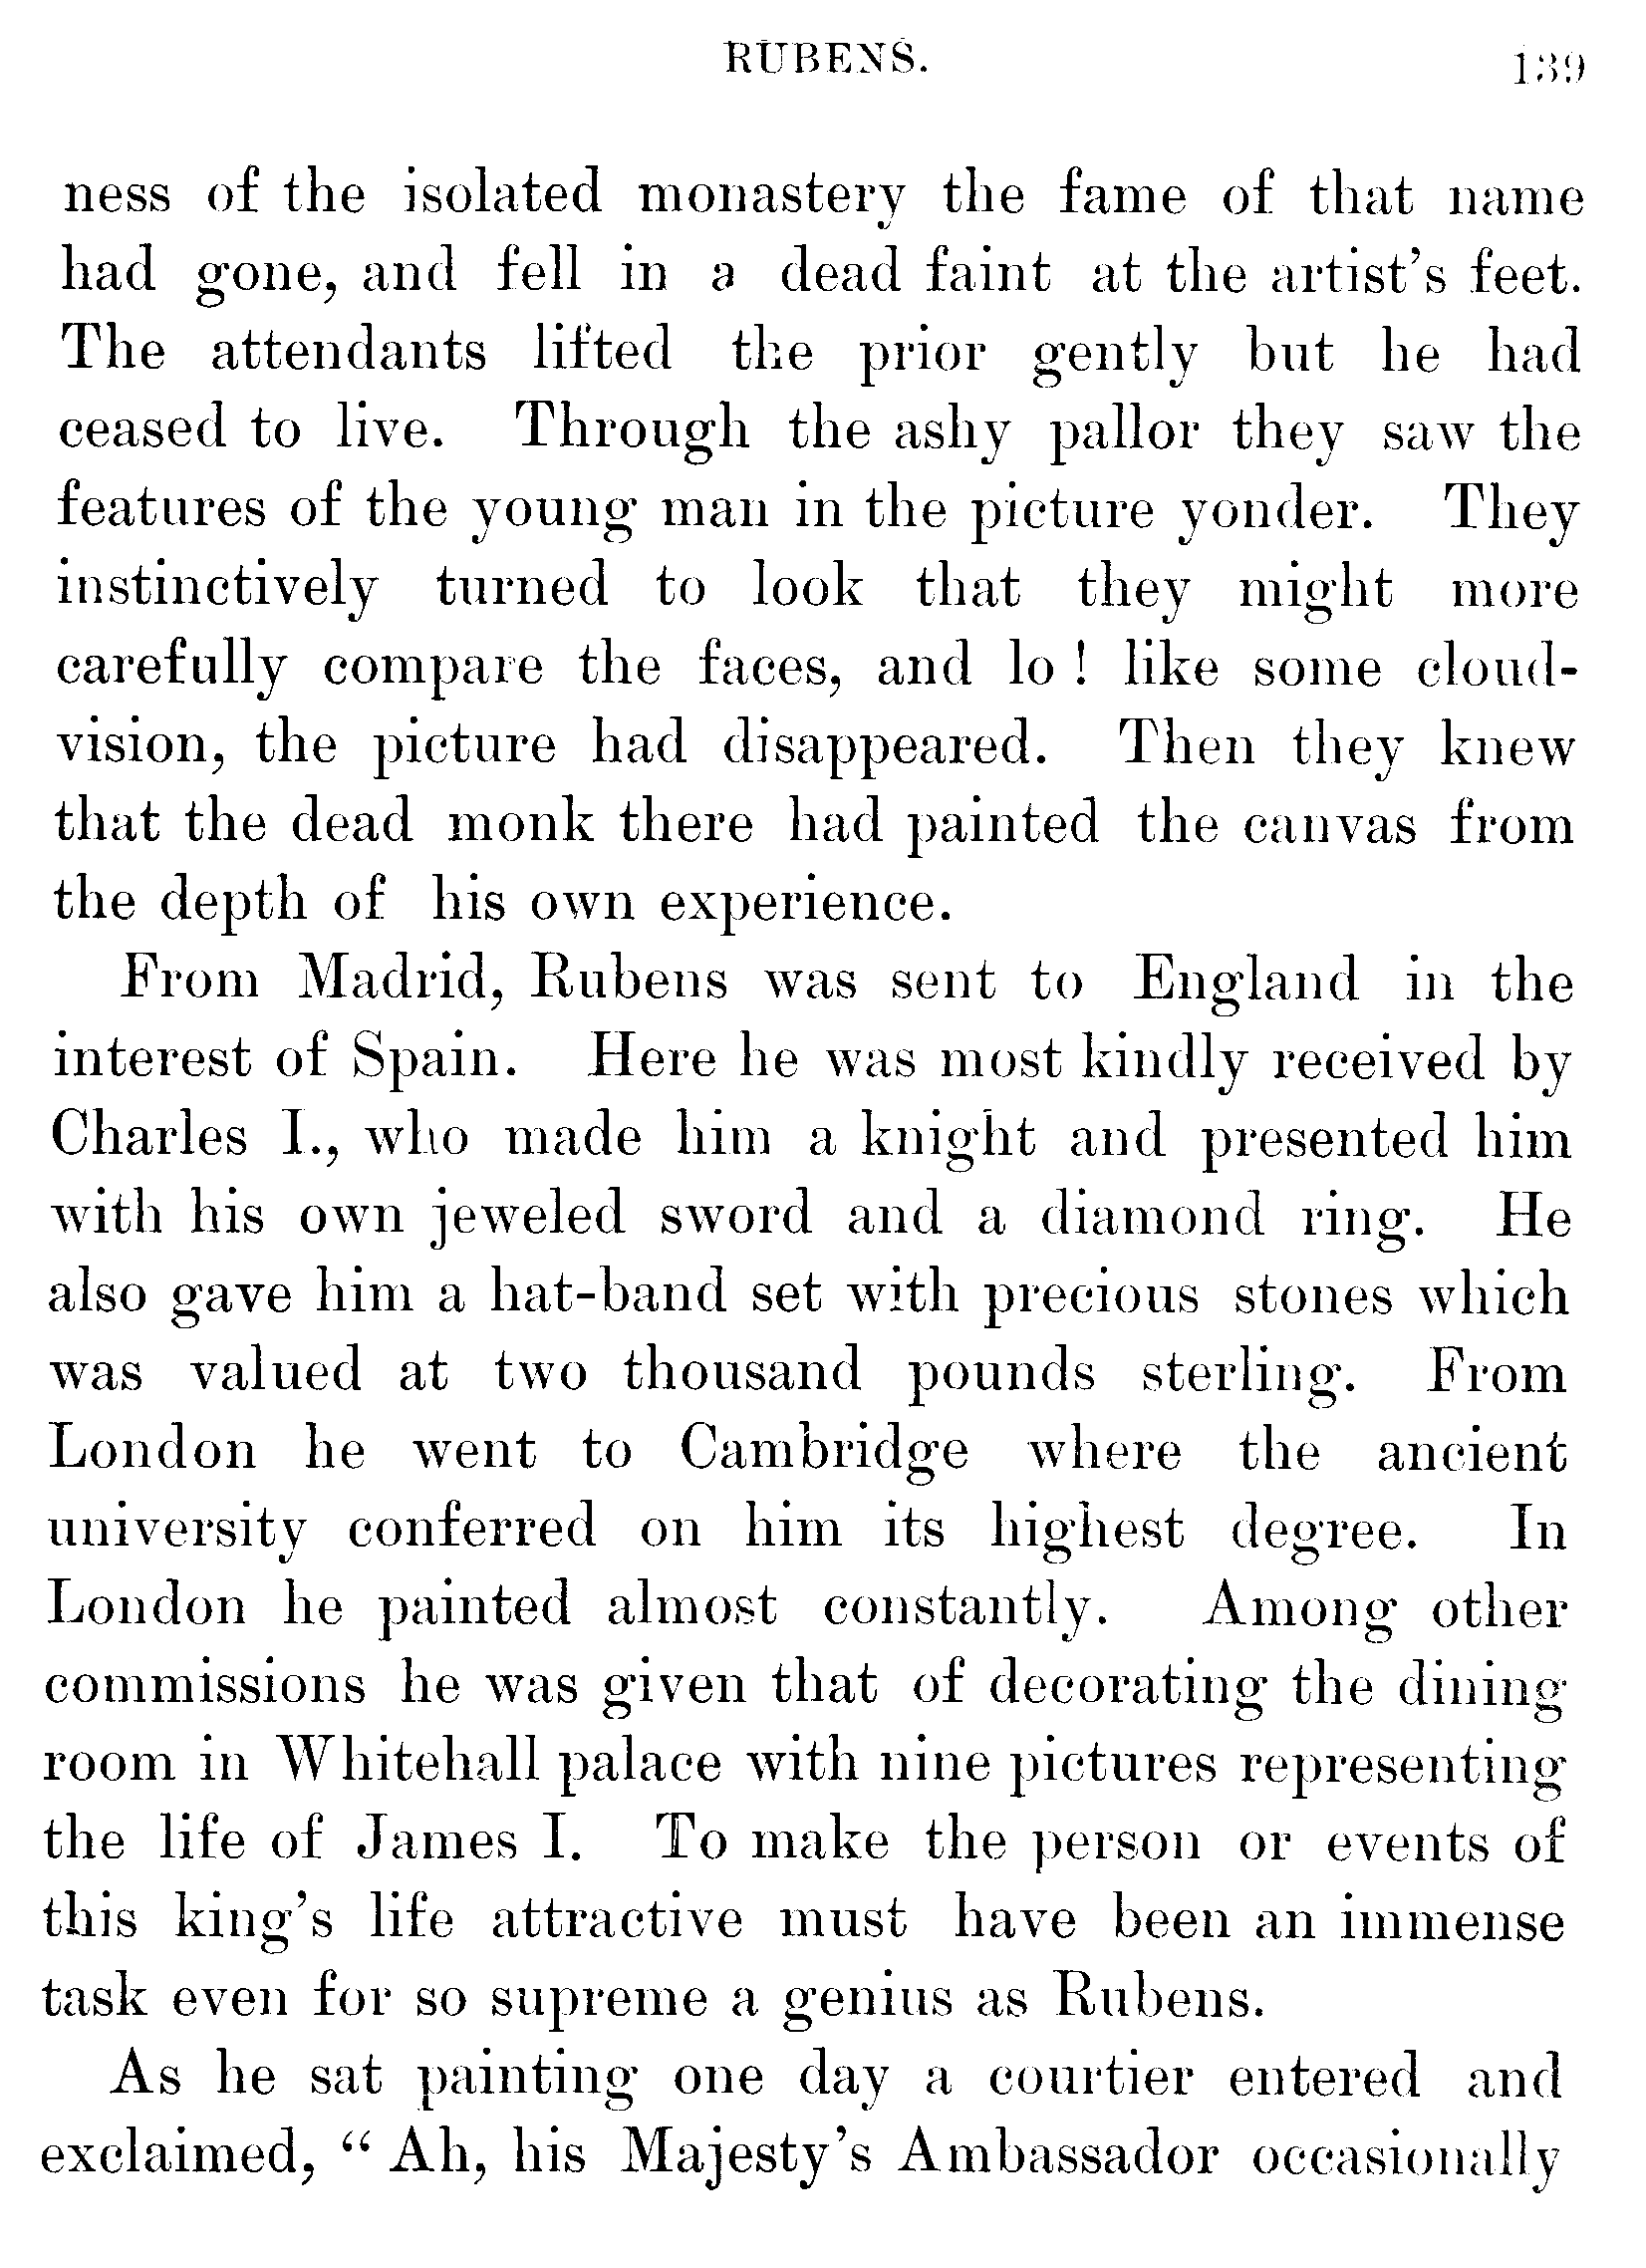 RUBENS. 139
ness of the isolated monastery the fame of that name
had gone, and fell in a dead faint at the artist's feet.
The attendants lifted the prior gently but he had
ceased to live. Through the ashy pallor they saw the
features of the young man in the picture yonder. They
instinctively turned to look that they might more
carefully compare the faces, and lo ! like some cloud-
vision, the picture had disappeared. Then they knew
that the dead monk there had painted the canvas from
the depth of his own experience.
From Madrid, Rubens was sent to England in the
interest of Spain. Here he was most kindly received by
Charles I., who made him a knight and presented him
with his own jeweled sword and a diamond ring. He
also gave him a hat-band set with precious stones which
was valued at two thousand pounds sterling. From
London he went to Cambridge where the ancient
university conferred on him its highest degree. In
London he painted almost constantly. Among other
commissions he was given that of decorating the dining
room in Whitehall palace with nine pictures representing
the life of James I. To make the person or events of
this king's life attractive must have been an immense
task even for so supreme a genius as Rubens.
As he sat painting one day a courtier entered and
exclaimed, “ Ah, his Majesty's Ambassador occasionally